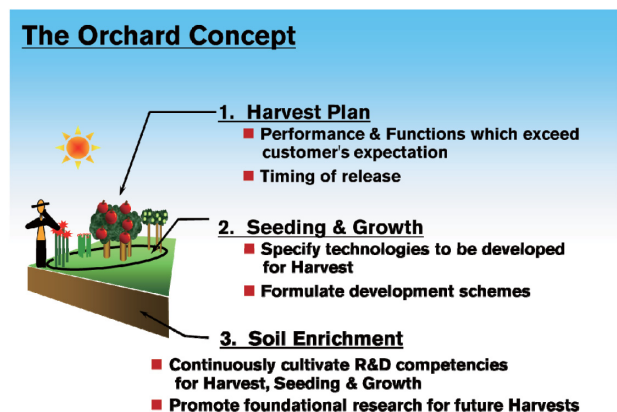 The Orchard Concept
1. Harvest Plan
■ Performance & Functions which exceed
customer's expectation
■ Timing of release
2. Seeding & Growth
■ Specify technologies to be developed
for Harvest
■ Formulate development schemes
3. Soil Enrichment
■ Continuously cultivate R&D competencies
for Harvest, Seeding & Growth
■ Promote foundational research for future Harvests